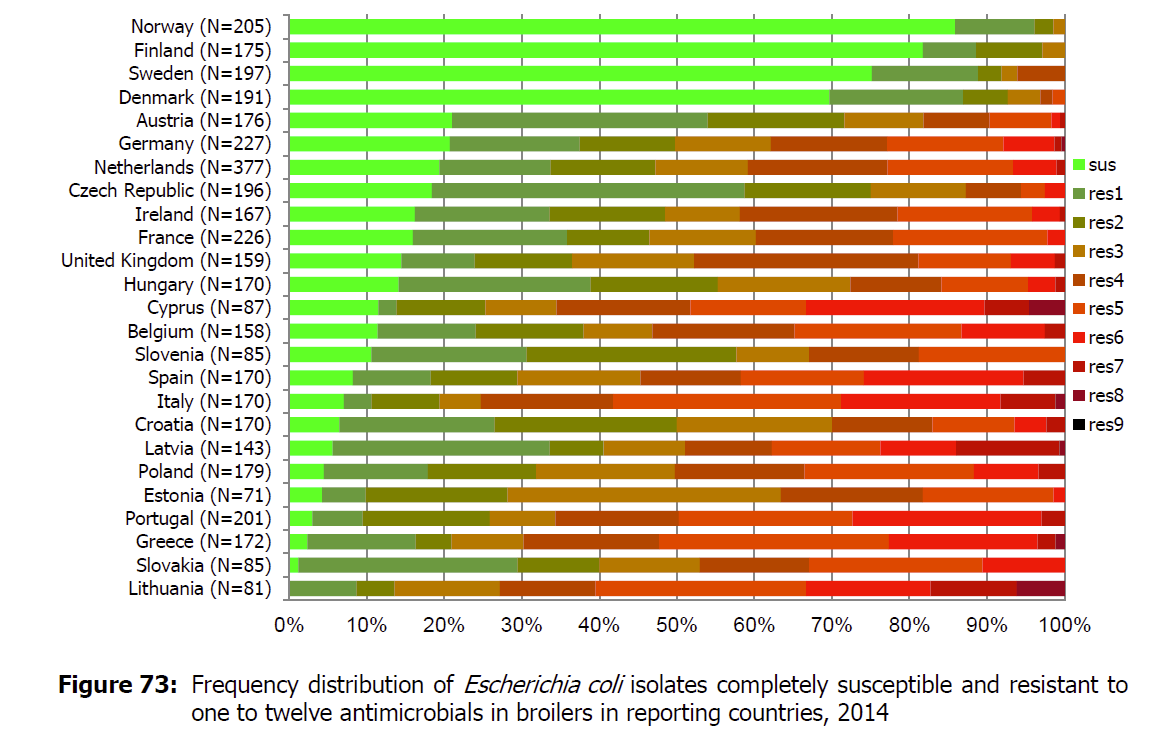 Norway (N=205)
Finland (N=175)
Sweden (N=197)
Denmark (N=191)
Austria (N=176)
Germany (N=227)
Netherlands (N=377)
Czech Republic (N=196)
Ireland (N=167)
France (N=226)
United Kingdom (N=159)
Hungary (N=170)
Cyprus (N=87)
Belgium (N=158)
Slovenia (N=85)
Spain (N=170)
Italy (N=170)
Croatia (N=170)
Latvia (N=143)
Poland (N=179)
Estonia (N=71)
Portugal (N=201)
Greece (N=172)
Slovakia (N=85)
Lithuania (N=81)
0% 10% 20% 30% 40% 50% 60% 70% 80% 90% 100%
sus
res1
res2
res3
res4
res5
res6
res7
res8
res9
Figure 73: Frequency distribution of Escherichia coli isolates completely susceptible and resistant to
one to twelve antimicrobials in broilers in reporting countries, 2014